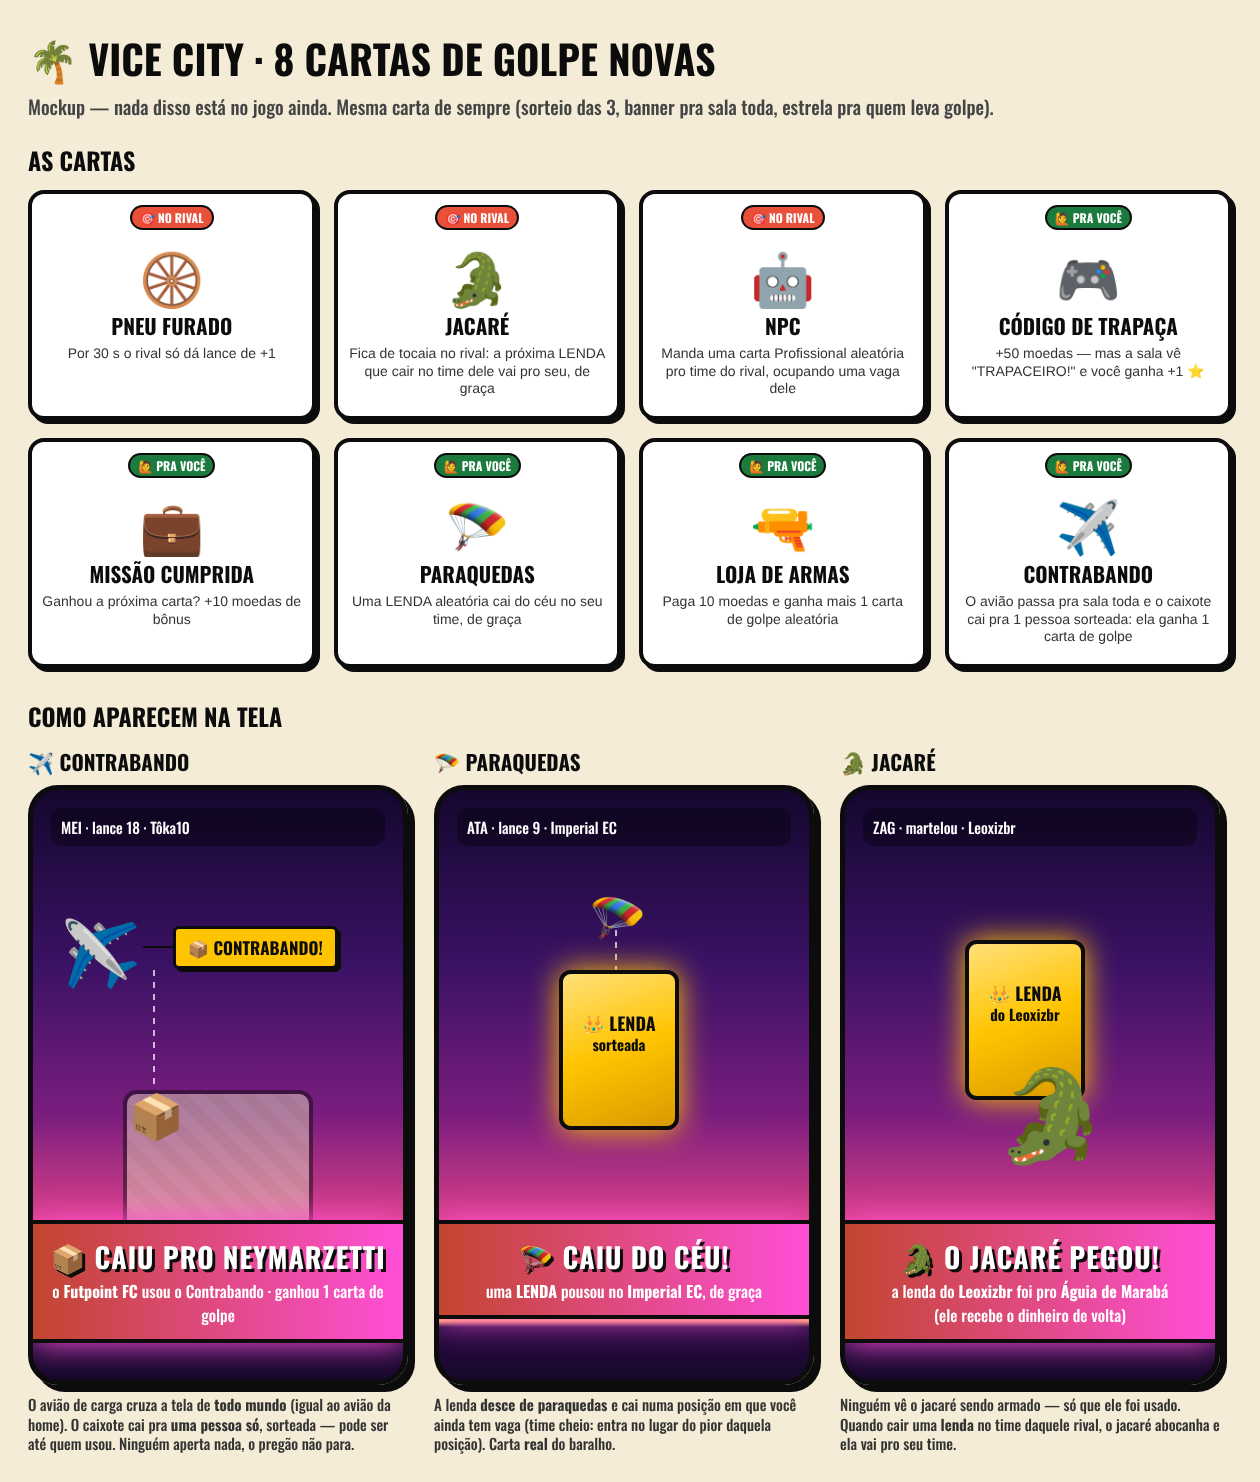 🌴 VICE CITY · 8 CARTAS DE GOLPE NOVAS
Mockup — nada disso está no jogo ainda. Mesma carta de sempre (sorteio das 3, banner pra sala toda, estrela pra quem leva golpe).
AS CARTAS
🎯 NO RIVAL
PNEU FURADO
Por 30 s o rival só dá lance de +1
🎯 NO RIVAL
JACARÉ
Fica de tocaia no rival: a próxima LENDA
que cair no time dele vai pro seu, de
graça
🎯 NO RIVAL
NPC
Manda uma carta Profissional aleatória
pro time do rival, ocupando uma vaga
dele
🙋 PRA VOCÊ
CÓDIGO DE TRAPAÇA
+50 moedas — mas a sala vê
"TRAPACEIRO!" e você ganha +1 ⭐
🙋 PRA VOCÊ
MISSÃO CUMPRIDA
Ganhou a próxima carta? +10 moedas de
bônus
🙋 PRA VOCÊ
PARAQUEDAS
Uma LENDA aleatória cai do céu no seu
time, de graça
🙋 PRA VOCÊ
LOJA DE ARMAS
Paga 10 moedas e ganha mais 1 carta
de golpe aleatória
🙋 PRA VOCÊ
CONTRABANDO
O avião passa pra sala toda e o caixote
cai pra 1 pessoa sorteada: ela ganha 1
carta de golpe
COMO APARECEM NA TELA
✈️ CONTRABANDO
MEI · lance 18 · Tôka10
📦 CONTRABANDO!
📦 CAIU PRO NEYMARZETTI
o Futpoint FC usou o Contrabando · ganhou 1 carta de
golpe
O avião de carga cruza a tela de todo mundo (igual ao avião da
home). O caixote cai pra uma pessoa só, sorteada — pode ser
até quem usou. Ninguém aperta nada, o pregão não para.
🪂 PARAQUEDAS
ATA · lance 9 · Imperial EC
👑 LENDA
sorteada
🪂 CAIU DO CÉU!
uma LENDA pousou no Imperial EC, de graça
A lenda desce de paraquedas e cai numa posição em que você
ainda tem vaga (time cheio: entra no lugar do pior daquela
posição). Carta real do baralho.
🐊 JACARÉ
ZAG · martelou · Leoxizbr
👑 LENDA
do Leoxizbr
🐊 O JACARÉ PEGOU!
a lenda do Leoxizbr foi pro Águia de Marabá
(ele recebe o dinheiro de volta)
Ninguém vê o jacaré sendo armado — só que ele foi usado.
Quando cair uma lenda no time daquele rival, o jacaré abocanha e
ela vai pro seu time.